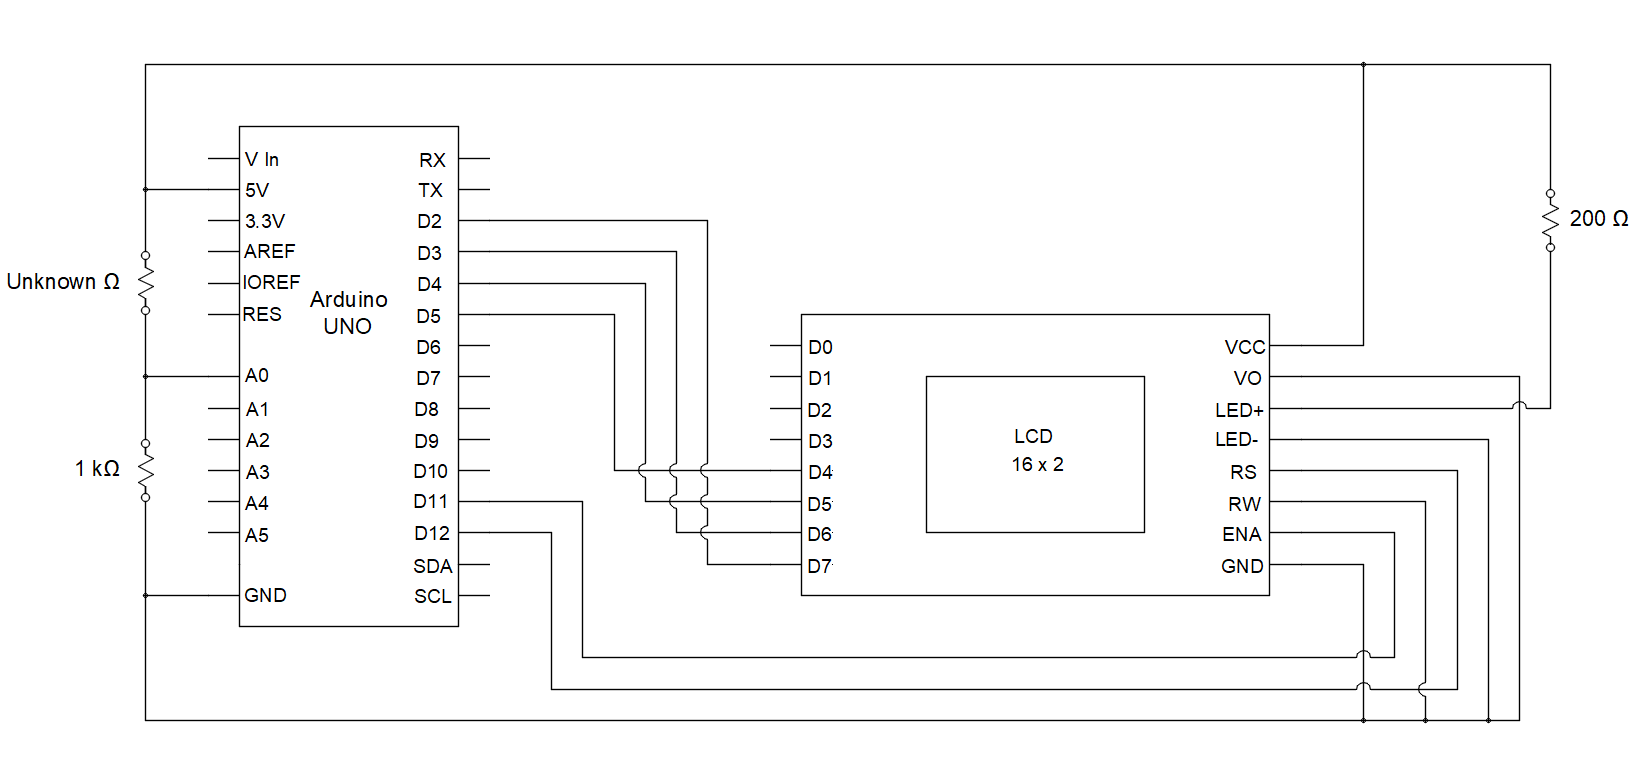 Unknown Ω
1 kΩ
V In
5V
3.3V
AREF
IOREF
RES
A0
A1
A2
A3
A4
A5
GND
Arduino
UNO
RX
TX
D2
D3
D4
D5
D6
D7
D8
D9
D10
D11
D12
SDA
SCL
D0
D1
D2
D3
D4
D5
D6
D7
LCD
16 x 2
VCC
VO
LED+
LED-
RS
RW
ENA
GND
200 Ω